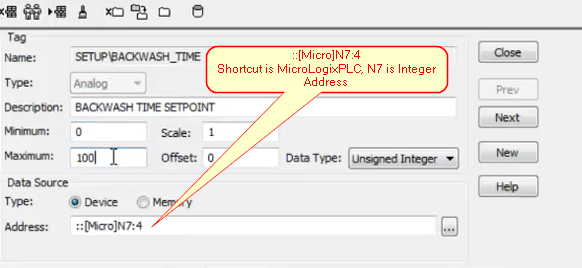 Tag
::[Micro]N7:4
Shortcut is MicroLogixPLC, N7 is Integer
Address
Name: SETUP\BACKWASH_TIME
Close
Type: Analog
Prev
Description: BACKWASH TIME SETPOINT
Next
Minimum: 0 Scale: 1
Maximum: 100 Offset: 0 Data Type: Unsigned Integer
New
Data Source
Help
Type: Device Memory
Address: ::[Micro]N7:4 ...